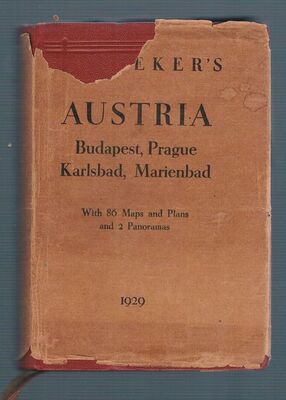 EKER'S
AUSTRIA
Budapest, Prague
Karlsbad, Marienbad
With 86 Maps and Plans
and 2 Panoramas
1929